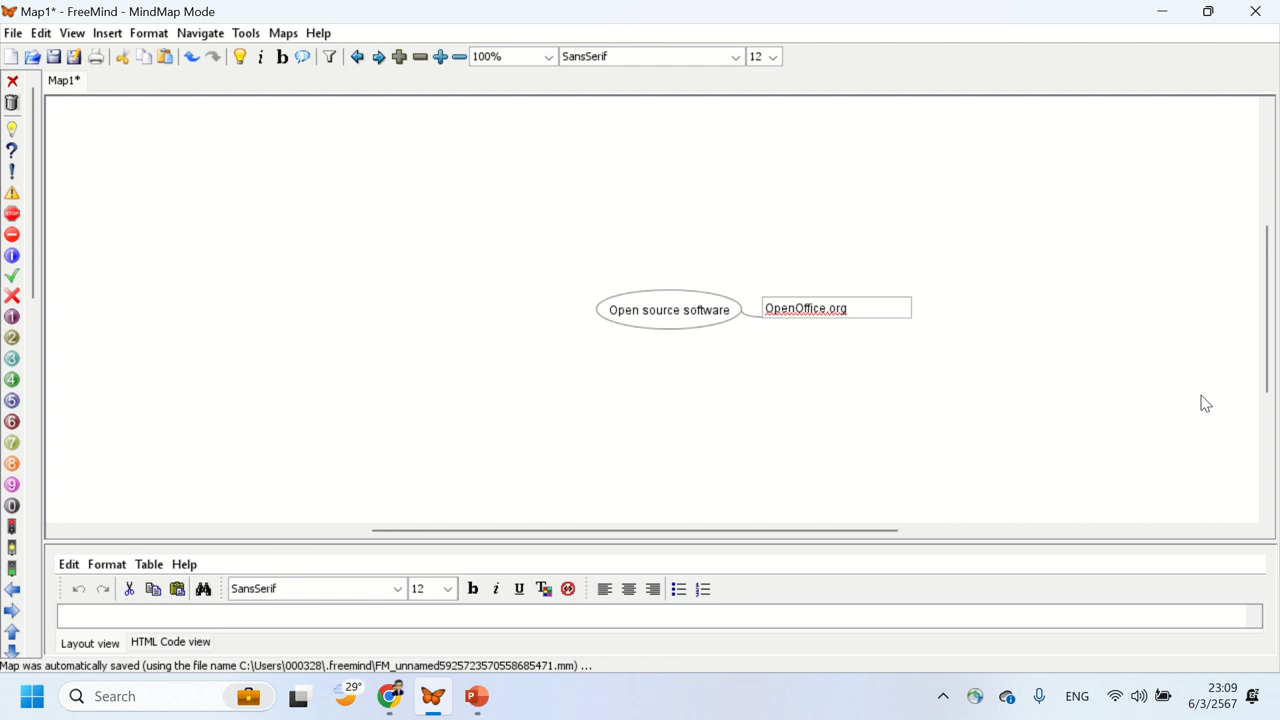 Map1* - FreeMind - MindMap Mode
File Edit View Insert Format Navigate Tools Maps Help
100% SansSerif 12
Map1*
Open source software
OpenOffice.org
Edit Format Table Help
SansSerif 12
Layout view HTML Code view
Map was automatically saved (using the file name C:\Users\000328\.freemind\FM_unnamed5925723570558685471.mm) ...
Search
29°
ENG
23:09
6/3/2567